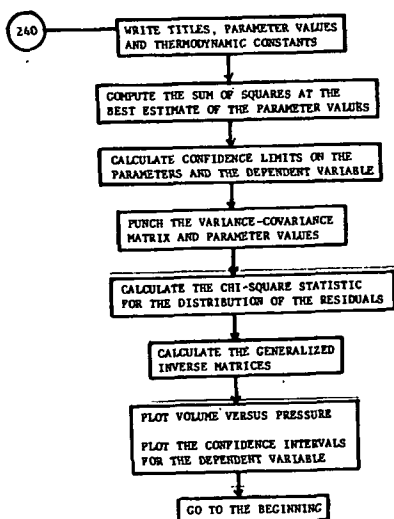 240
WRITE TITLES, PARAMETER VALUES
AND THERMODYNAMIC CONSTANTS
COMPUTE THE SUM OF SQUARES AT THE
BEST ESTIMATE OF THE PARAMETER VALUES
CALCULATE CONFIDENCE LIMITS ON THE
PARAMETERS AND THE DEPENDENT VARIABLE
PUNCH THE VARIANCE-COVARIANCE
MATRIX AND PARAMETER VALUES
CALCULATE THE CHI-SQUARE STATISTIC
FOR THE DISTRIBUTION OF THE RESIDUALS
CALCULATE THE GENERALIZED
INVERSE MATRICES
PLOT VOLUME VERSUS PRESSURE
PLOT THE CONFIDENCE INTERVALS
FOR THE DEPENDENT VARIABLE
GO TO THE BEGINNING